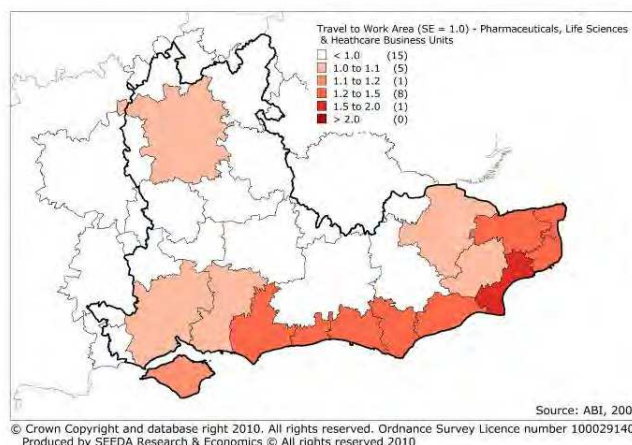 Travel to Work Area (SE = 1.0) - Pharmaceuticals, Life Sciences
& Heathcare Business Units
< 1.0 (15)
1.0 to 1.1 (5)
1.1 to 1.2 (1)
1.2 to 1.5 (8)
1.5 to 2.0 (1)
> 2.0 (0)
Source: ABI, 200
© Crown Copyright and database right 2010. All rights reserved. Ordnance Survey Licence number 100029140
Produced by SEEDA Research & Economics © All rights reserved 2010